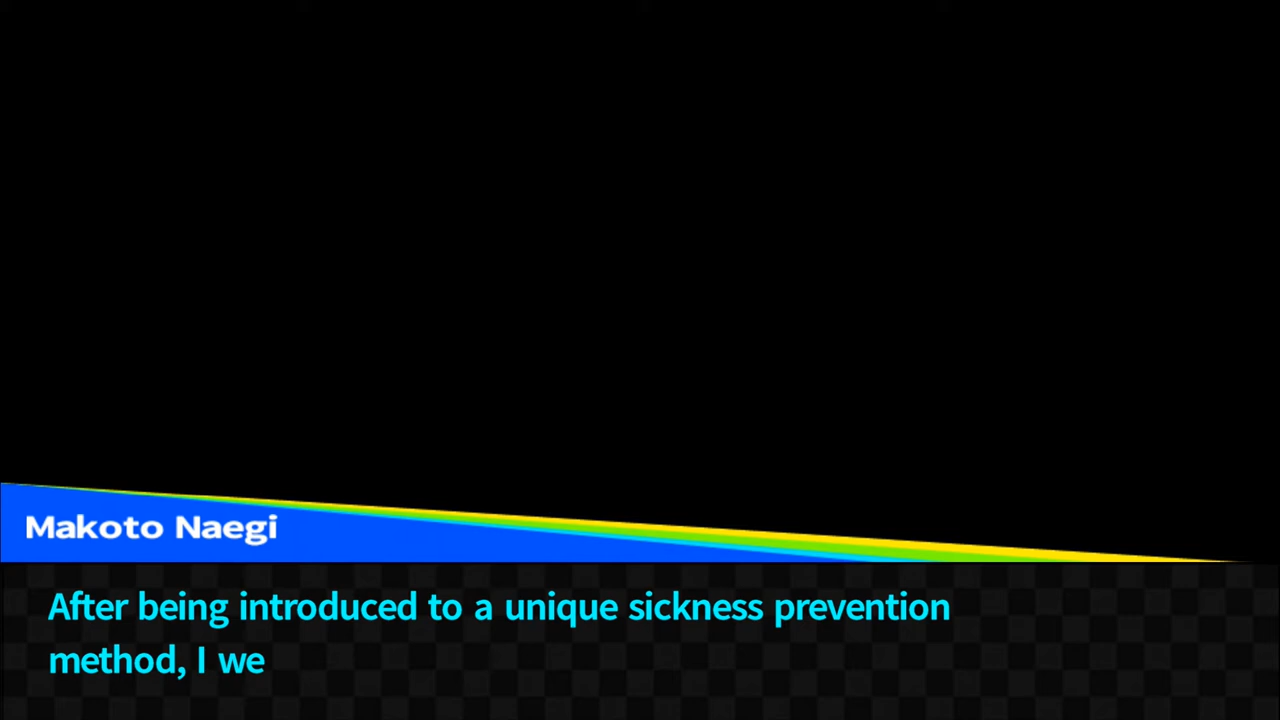 Makoto Naegi
After being introduced to a unique sickness prevention
method, I we